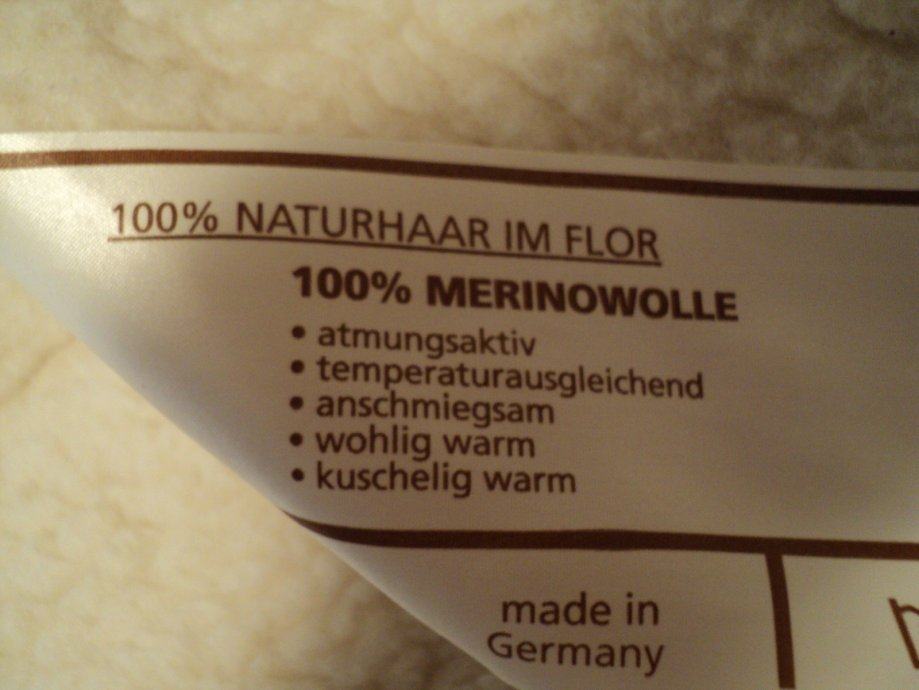 100% NATURHAAR IM FLOR
100% MERINOWOLLE
• atmungsaktiv
• temperaturausgleichend
• anschmiegsam
• wohlig warm
• kuschelig warm
made in
Germany